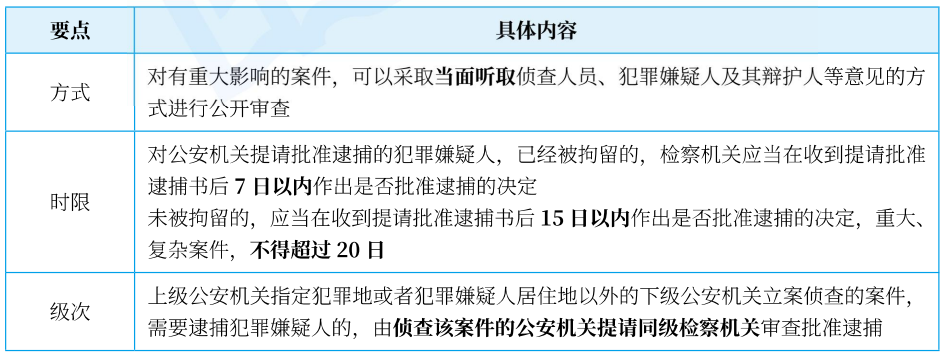 要点 具体内容
方式
对有重大影响的案件，可以采取当面听取侦查人员、犯罪嫌疑人及其辩护人等意见的方
式进行公开审查
时限
对公安机关提请批准逮捕的犯罪嫌疑人，已经被拘留的，检察机关应当在收到提请批准
逮捕书后 7 日以内作出是否批准逮捕的决定
未被拘留的，应当在收到提请批准逮捕书后 15 日以内作出是否批准逮捕的决定，重大、
复杂案件，不得超过 20 日
级次
上级公安机关指定犯罪地或者犯罪嫌疑人居住地以外的下级公安机关立案侦查的案件，
需要逮捕犯罪嫌疑人的，由侦查该案件的公安机关提请同级检察机关审查批准逮捕